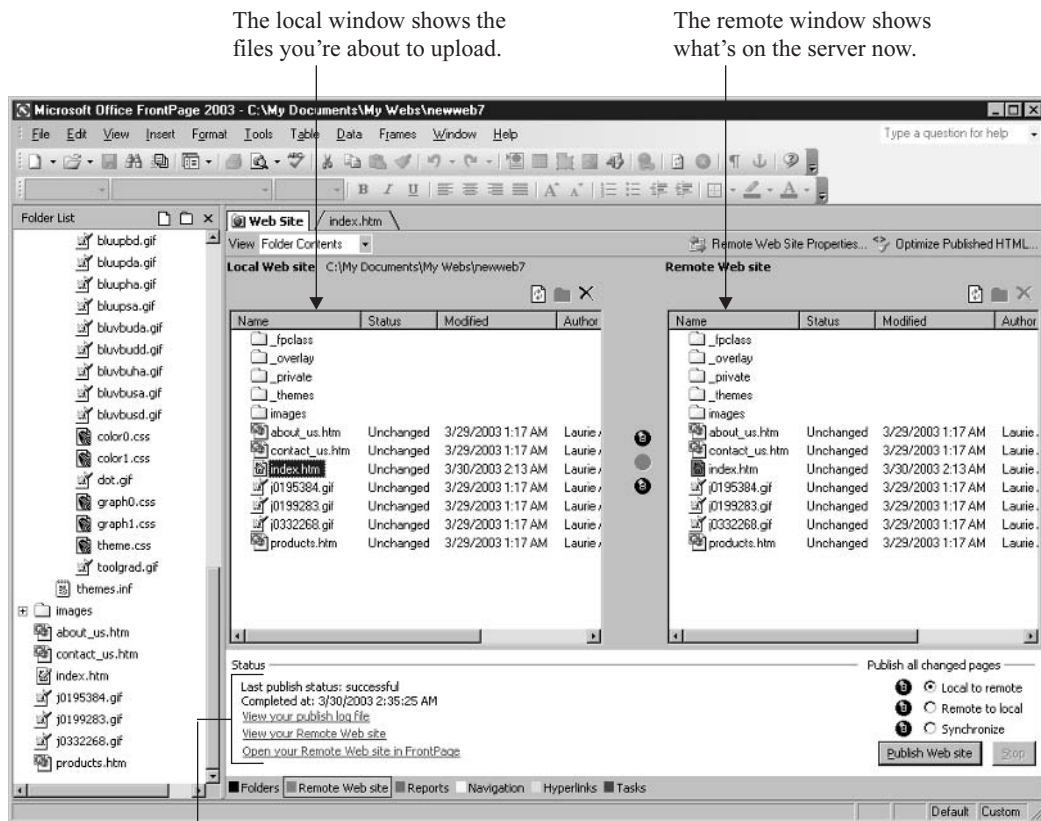 The local window shows the
files you're about to upload.
The remote window shows
what's on the server now.
Microsoft Office FrontPage 2003 - C:\My Documents\My Webs\newweb7
File Edit View Insert Format Tools Table Data Frames Window Help
Type a question for help
B I U A A A
Folder List
Web Site index.htm
bluupbd.gif
bluupda.gif
bluupha.gif
bluupsa.gif
bluvbuda.gif
bluvbudd.gif
bluvbuha.gif
bluvbusa.gif
bluvbusd.gif
color0.css
color1.css
dot.gif
graph0.css
graph1.css
theme.css
toolgrad.gif
themes.inf
images
about_us.htm
contact_us.htm
index.htm
j0195384.gif
j0199283.gif
j0332268.gif
products.htm
View Folder Contents
Remote Web Site Properties... Optimize Published HTML...
Local Web site C:\My Documents\My Webs\newweb7
Name Status Modified Author
_fpclass
_overlay
_private
_themes
images
about_us.htm Unchanged 3/29/2003 1:17 AM Laurie
contact_us.htm Unchanged 3/29/2003 1:17 AM Laurie
index.htm Unchanged 3/30/2003 2:13 AM Laurie
j0195384.gif Unchanged 3/29/2003 1:17 AM Laurie
j0199283.gif Unchanged 3/29/2003 1:17 AM Laurie
j0332268.gif Unchanged 3/29/2003 1:17 AM Laurie
products.htm Unchanged 3/29/2003 1:17 AM Laurie
Remote Web site
Name Status Modified Author
_fpclass
_overlay
_private
_themes
images
about_us.htm Unchanged 3/29/2003 1:17 AM Laurie
contact_us.htm Unchanged 3/29/2003 1:17 AM Laurie
index.htm Unchanged 3/30/2003 2:13 AM Laurie
j0195384.gif Unchanged 3/29/2003 1:17 AM Laurie
j0199283.gif Unchanged 3/29/2003 1:17 AM Laurie
j0332268.gif Unchanged 3/29/2003 1:17 AM Laurie
products.htm Unchanged 3/29/2003 1:17 AM Laurie
Status
Last publish status: successful
Completed at: 3/30/2003 2:35:25 AM
View your publish log file
View your Remote Web site
Open your Remote Web site in FrontPage
Publish all changed pages
Local to remote
Remote to local
Synchronize
Publish Web site Stop
Folders Remote Web site Reports Navigation Hyperlinks Tasks
Default Custom